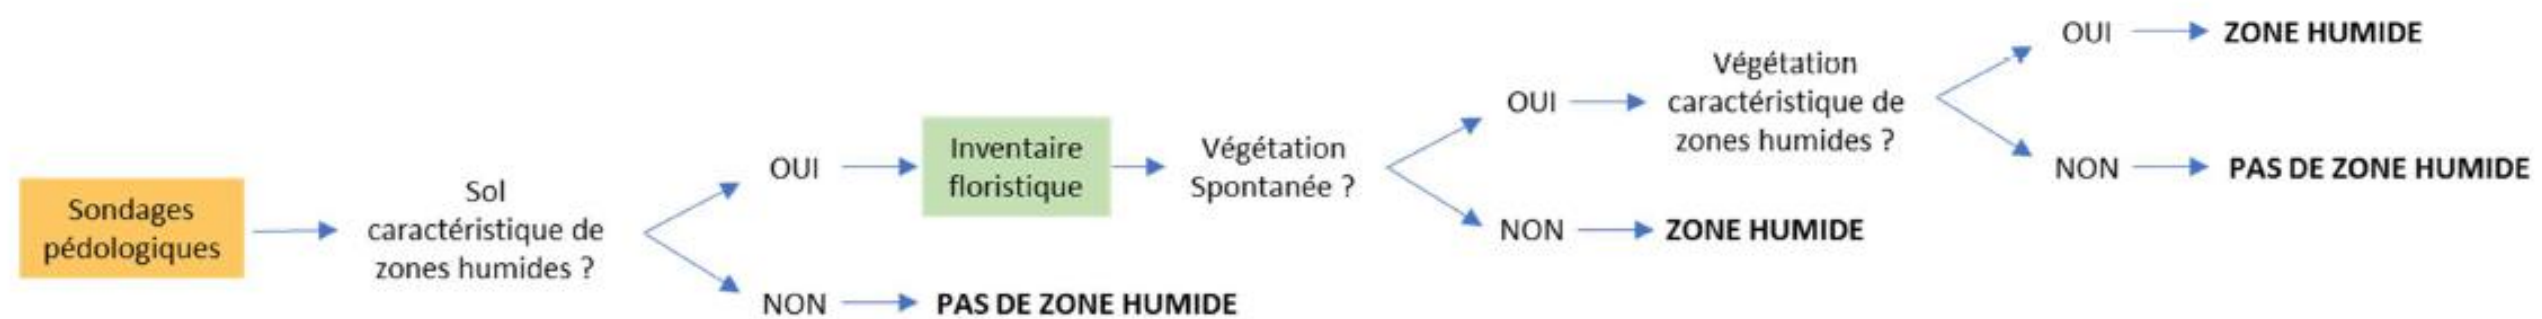 Sondages
pédologiques
Sol
caractéristique de
zones humides ?
OUI
NON
PAS DE ZONE HUMIDE
Inventaire
floristique
Végétation
Spontanée ?
OUI
NON
ZONE HUMIDE
Végétation
caractéristique de
zones humides ?
OUI
ZONE HUMIDE
NON
PAS DE ZONE HUMIDE